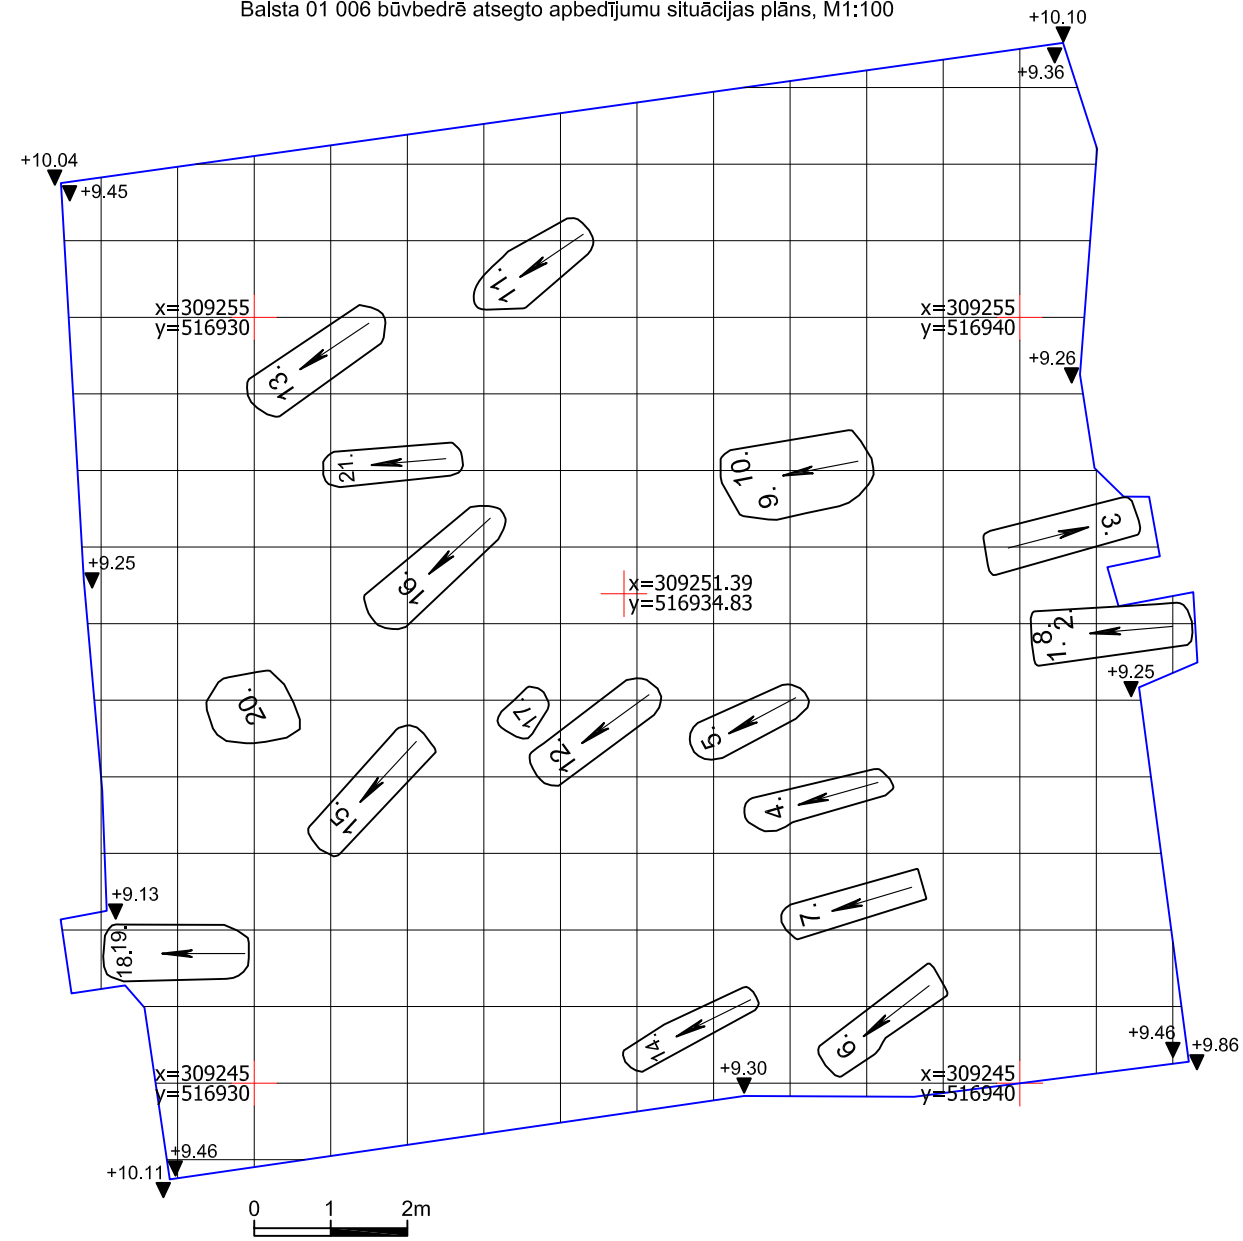 Balsta 01 006 būvbedrē atsegto apbedījumu situācijas plāns, M1:100
+10.10
+9.36
+10.04
+9.45
11.
x=309255
y=516930
x=309255
y=516940
13.
+9.26
21.
10.
9.
3.
16.
+9.25
x=309251.39
y=516934.83
8.
1. 2.
+9.25
20.
17.
12.
5.
15.
4.
+9.13
7.
18.19.
14.
6.
+9.46
+9.86
+9.30
x=309245
y=516930
x=309245
y=516940
+9.46
+10.11
0 1 2m